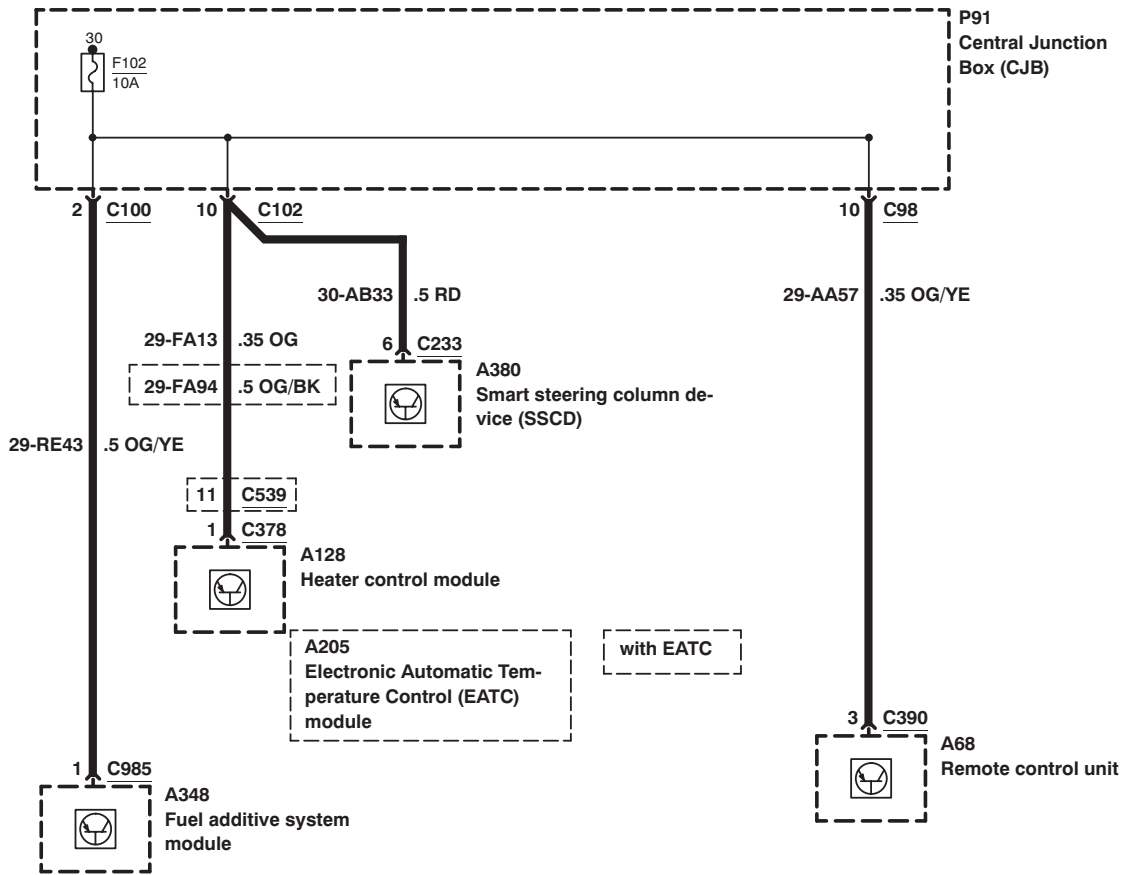 P91
Central Junction
Box (CJB)
30
F102
10A
2 C100
10 C102
10 C98
30-AB33 .5 RD
29-AA57 .35 OG/YE
29-FA13 .35 OG
6 C233
29-FA94 .5 OG/BK
A380
Smart steering column de-
vice (SSCD)
29-RE43 .5 OG/YE
11 C539
1 C378
A128
Heater control module
A205
Electronic Automatic Tem-
perature Control (EATC)
module
with EATC
3 C390
A68
Remote control unit
1 C985
A348
Fuel additive system
module